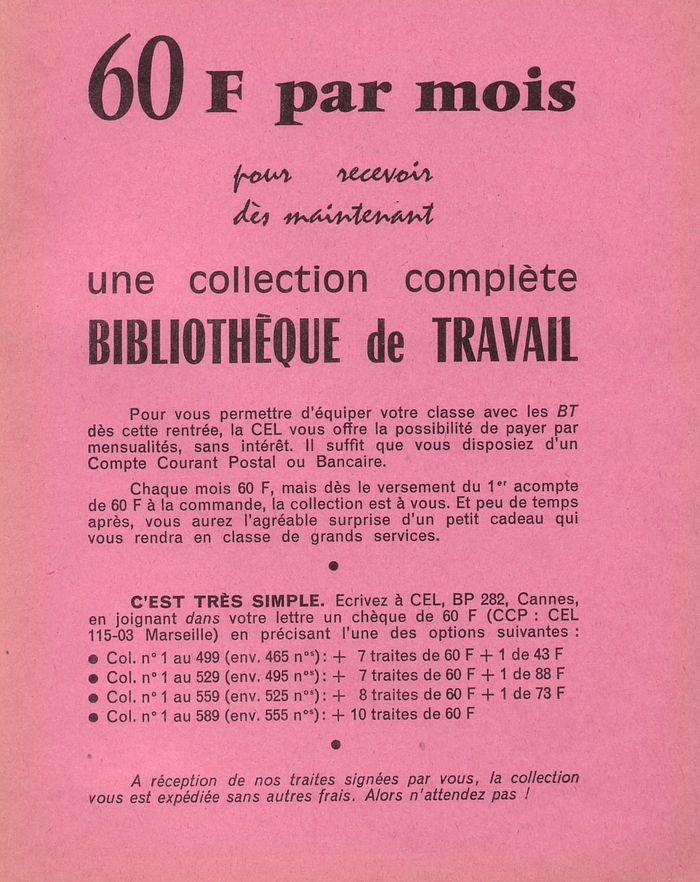 60 F par mois
pour recevoir
dès maintenant
une collection complète
BIBLIOTHÈQUE de TRAVAIL
Pour vous permettre d'équiper votre classe avec les BT
dès cette rentrée, la CEL vous offre la possibilité de payer par
mensualités, sans intérêt. Il suffit que vous disposiez d'un
Compte Courant Postal ou Bancaire.
Chaque mois 60 F, mais dès le versement du 1er acompte
de 60 F à la commande, la collection est à vous. Et peu de temps
après, vous aurez l'agréable surprise d'un petit cadeau qui
vous rendra en classe de grands services.
●
C'EST TRÈS SIMPLE. Ecrivez à CEL, BP 282, Cannes,
en joignant dans votre lettre un chèque de 60 F (CCP : CEL
115-03 Marseille) en précisant l'une des options suivantes :
● Col. n° 1 au 499 (env. 465 nos) : + 7 traites de 60 F + 1 de 43 F
● Col. n° 1 au 529 (env. 495 nos) : + 7 traites de 60 F + 1 de 88 F
● Col. n° 1 au 559 (env. 525 nos) : + 8 traites de 60 F + 1 de 73 F
● Col. n° 1 au 589 (env. 555 nos) : + 10 traites de 60 F
●
A réception de nos traites signées par vous, la collection
vous est expédiée sans autres frais. Alors n'attendez pas !